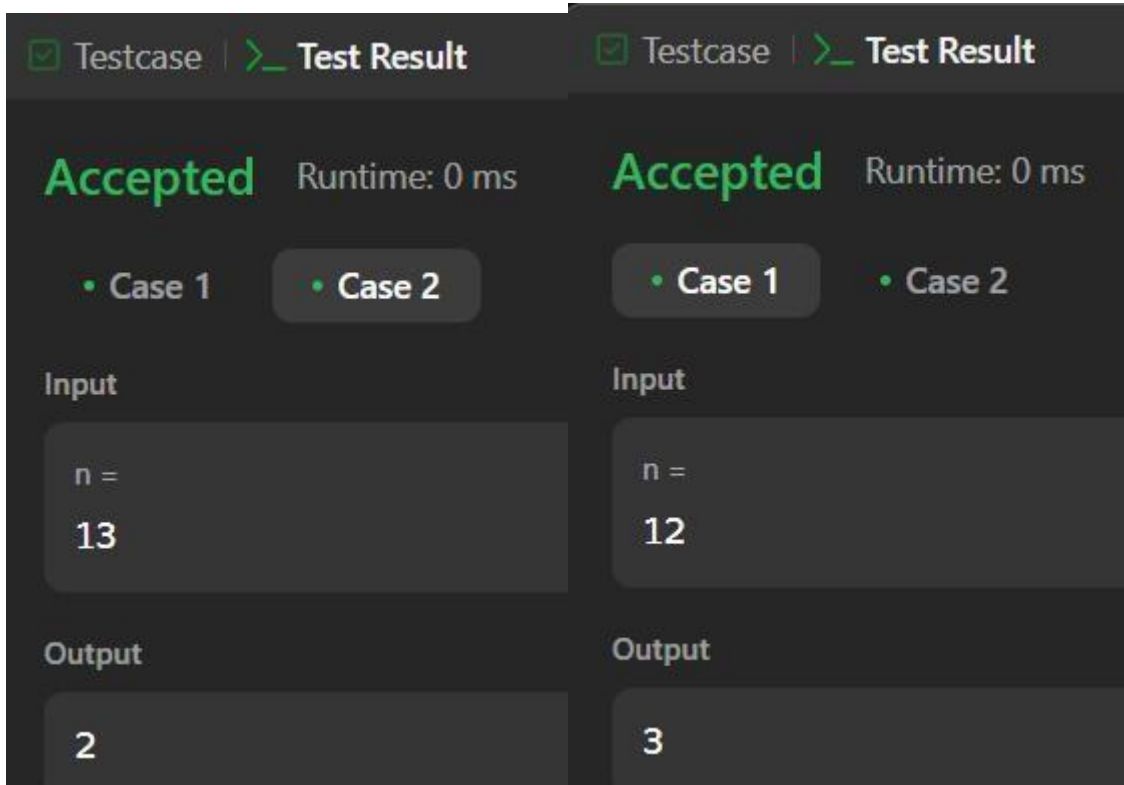 Testcase | >_ Test Result
Accepted Runtime: 0 ms
• Case 1 • Case 2
Input
n =
13
Output
2
Testcase | >_ Test Result
Accepted Runtime: 0 ms
• Case 1 • Case 2
Input
n =
12
Output
3